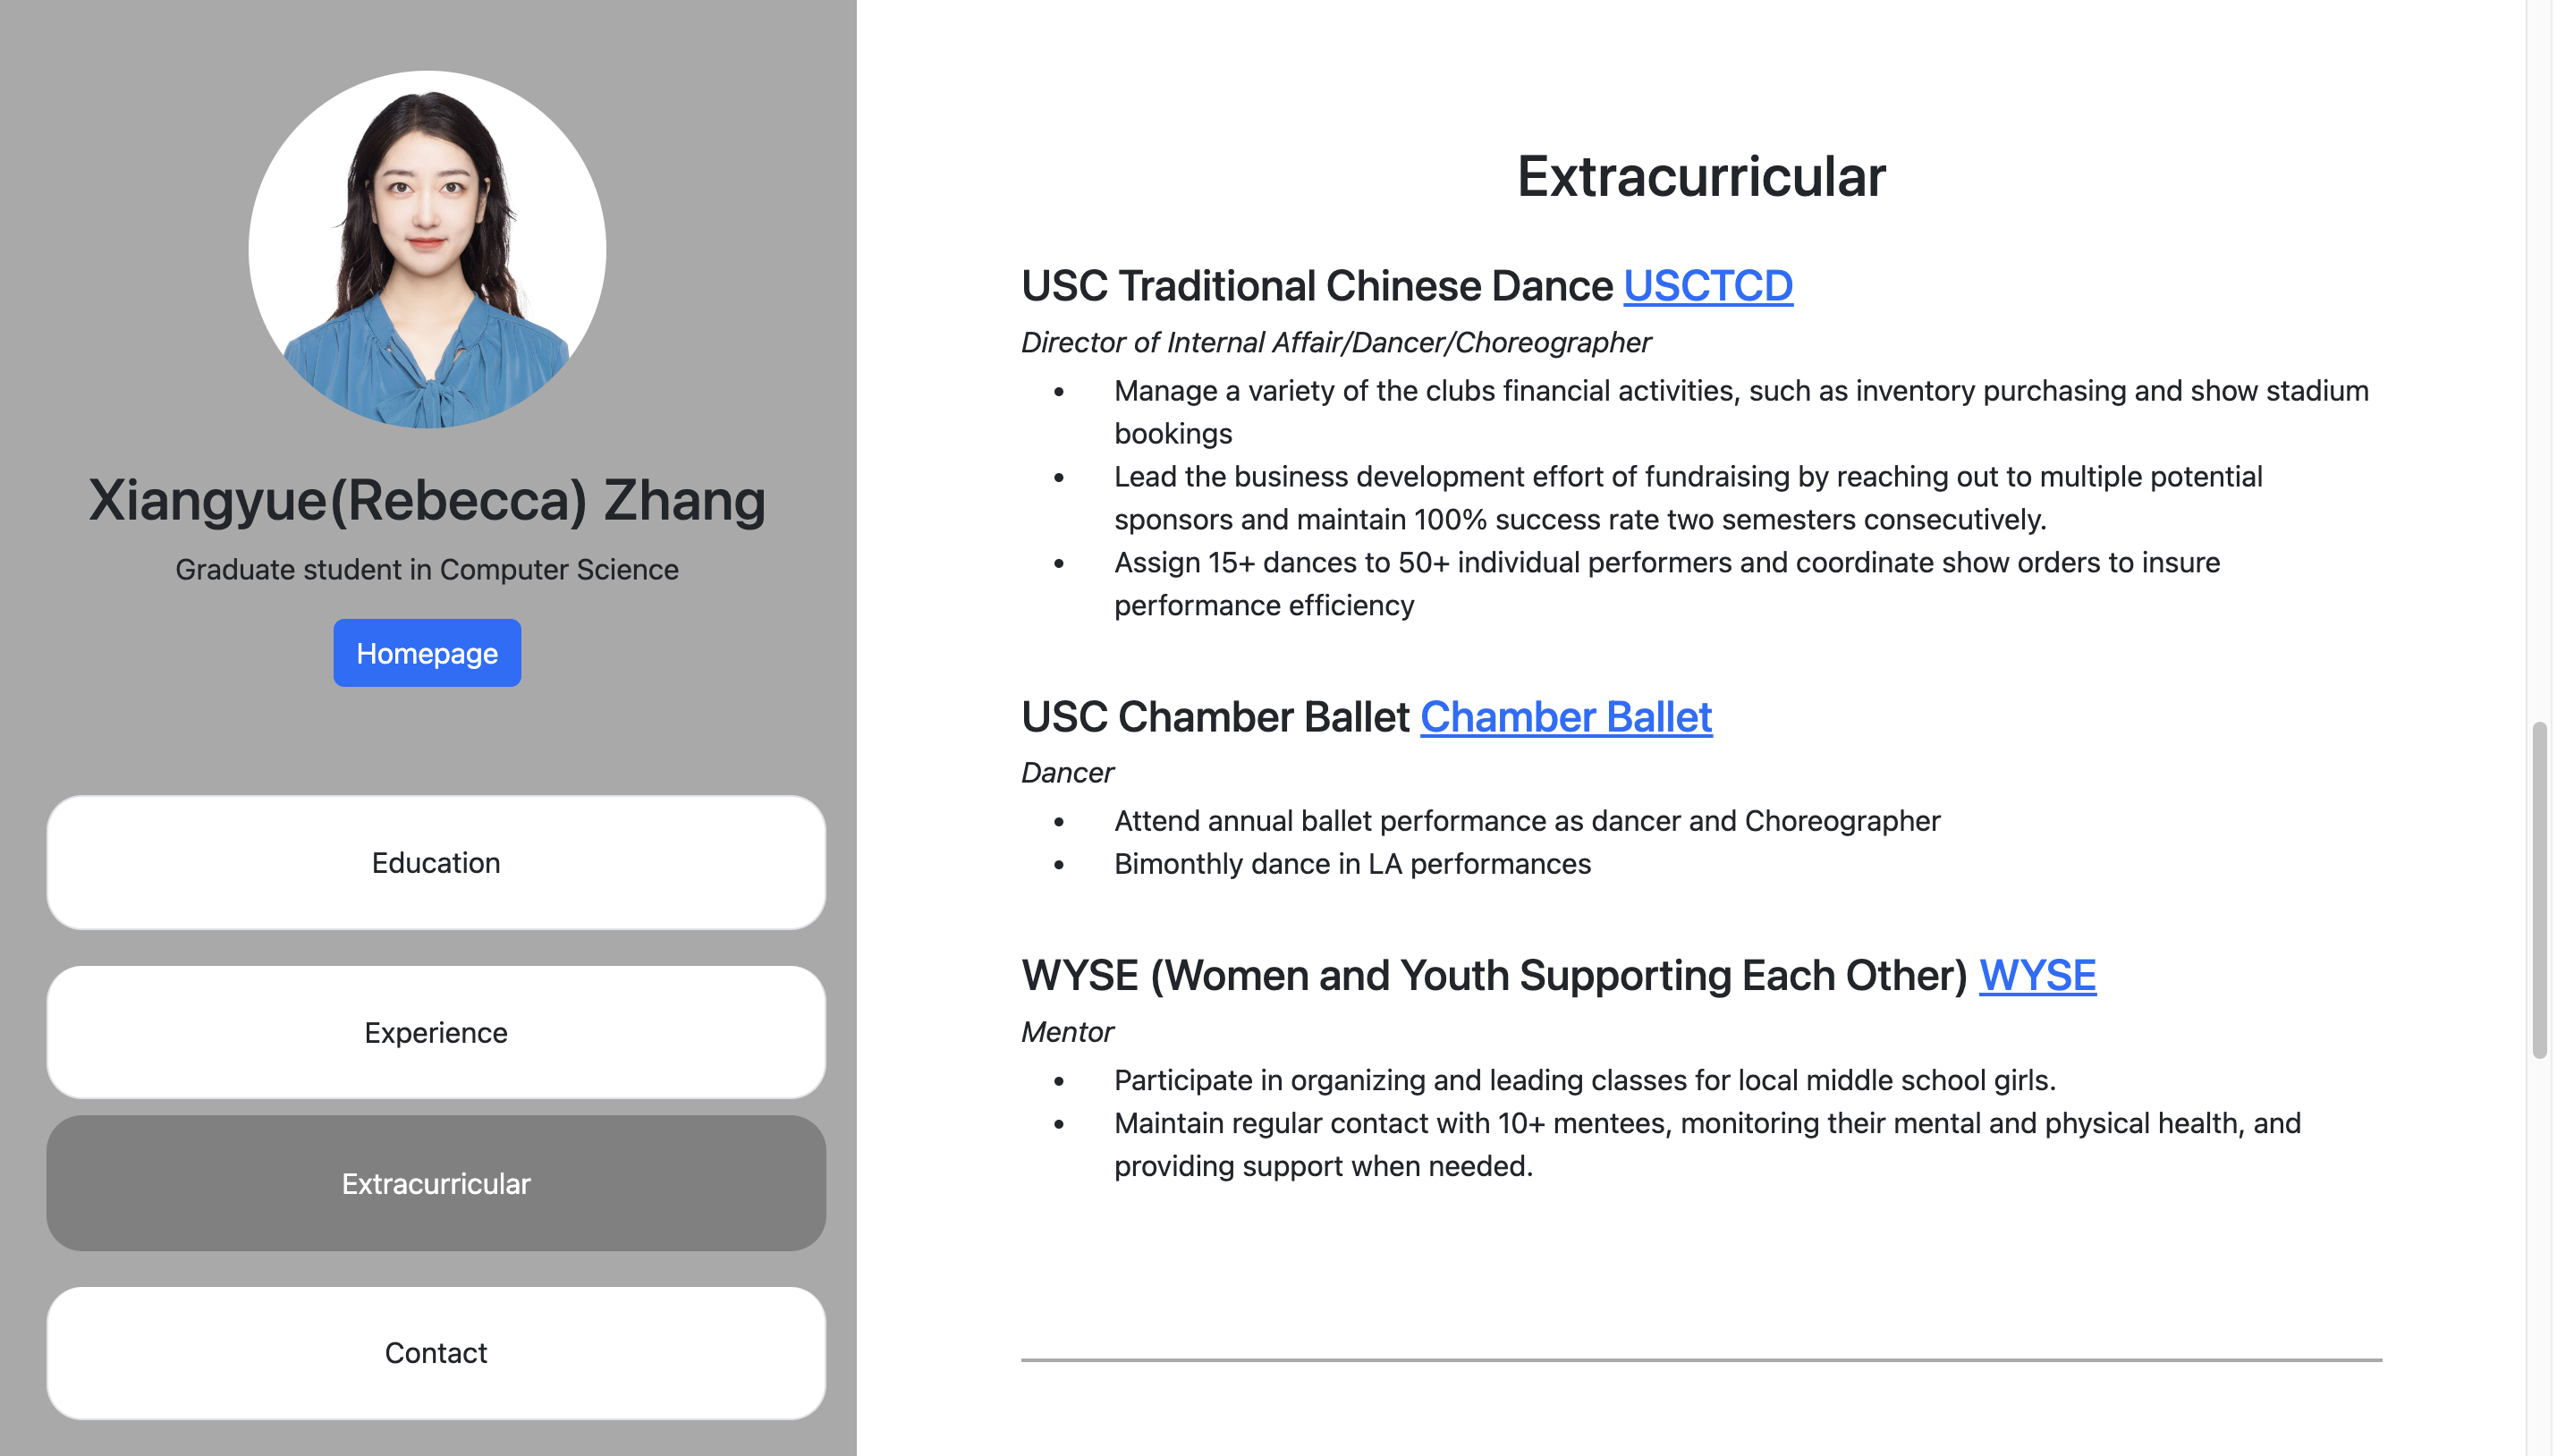 Xiangyue(Rebecca) Zhang
Graduate student in Computer Science
Homepage
Education
Experience
Extracurricular
Contact
Extracurricular
USC Traditional Chinese Dance USCTCD
Director of Internal Affair/Dancer/Choreographer
• Manage a variety of the clubs financial activities, such as inventory purchasing and show stadium
bookings
• Lead the business development effort of fundraising by reaching out to multiple potential
sponsors and maintain 100% success rate two semesters consecutively.
• Assign 15+ dances to 50+ individual performers and coordinate show orders to insure
performance efficiency
USC Chamber Ballet Chamber Ballet
Dancer
• Attend annual ballet performance as dancer and Choreographer
• Bimonthly dance in LA performances
WYSE (Women and Youth Supporting Each Other) WYSE
Mentor
• Participate in organizing and leading classes for local middle school girls.
• Maintain regular contact with 10+ mentees, monitoring their mental and physical health, and
providing support when needed.